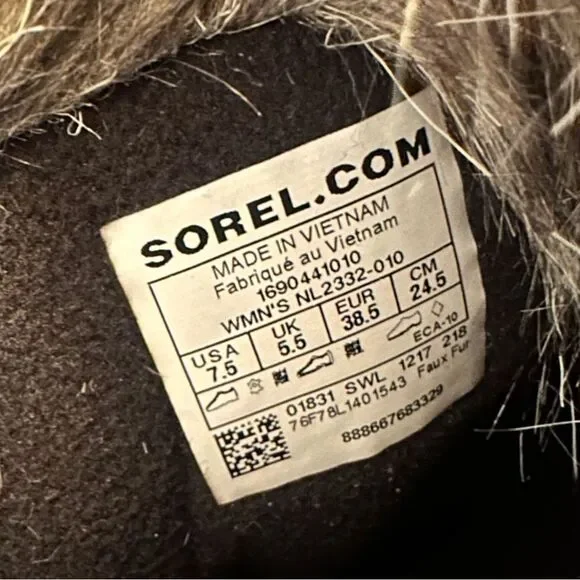 SOREL.COM
MADE IN VIETNAM
Fabriqué au Vietnam
1690441010
WMN'S NL2332-010
USA UK EUR CM
7.5 5.5 38.5 24.5
ECA-10
01831 SWL 1217 218
76F78L1401543 Faux Fur
888667683329